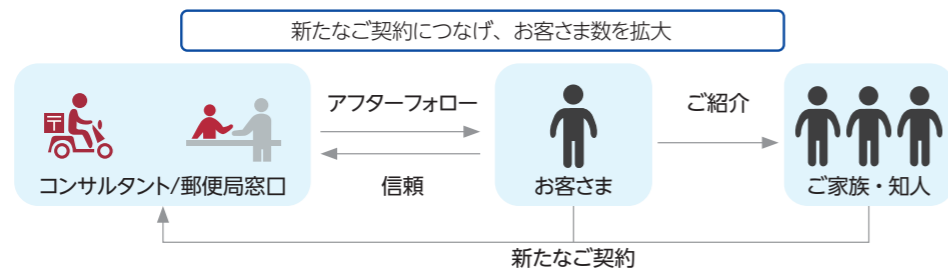 新たなご契約につなげ、お客さま数を拡大
アフターフォロー
ご紹介
信頼
コンサルタント/郵便局窓口
お客さま
ご家族・知人
新たなご契約